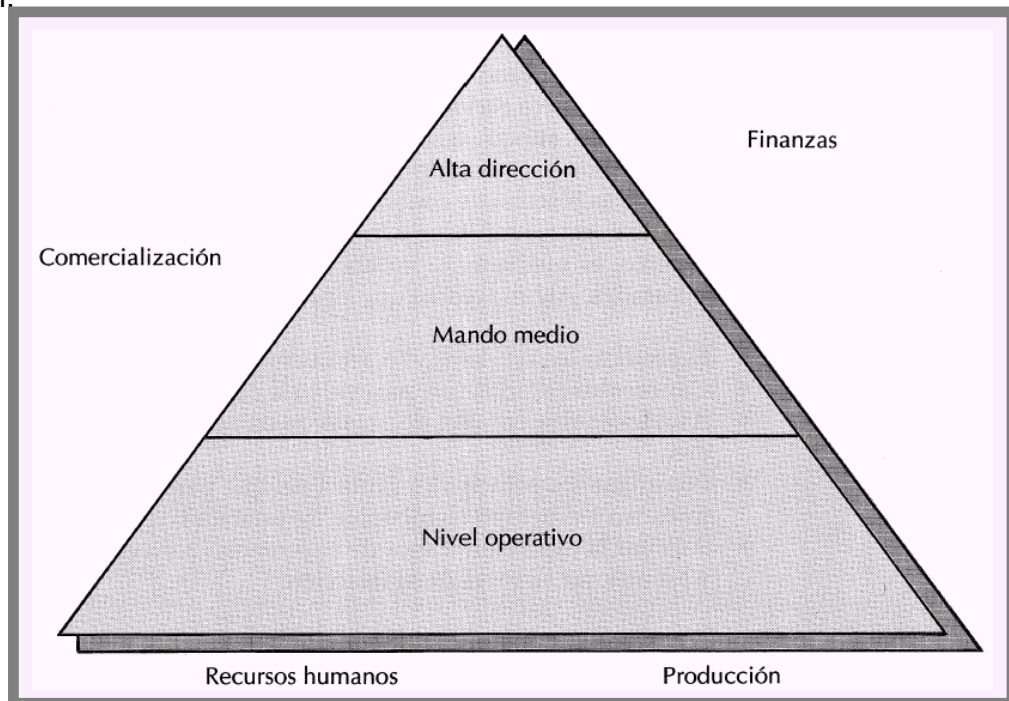 Finanzas
Alta dirección
Comercialización
Mando medio
Nivel operativo
Recursos humanos
Producción